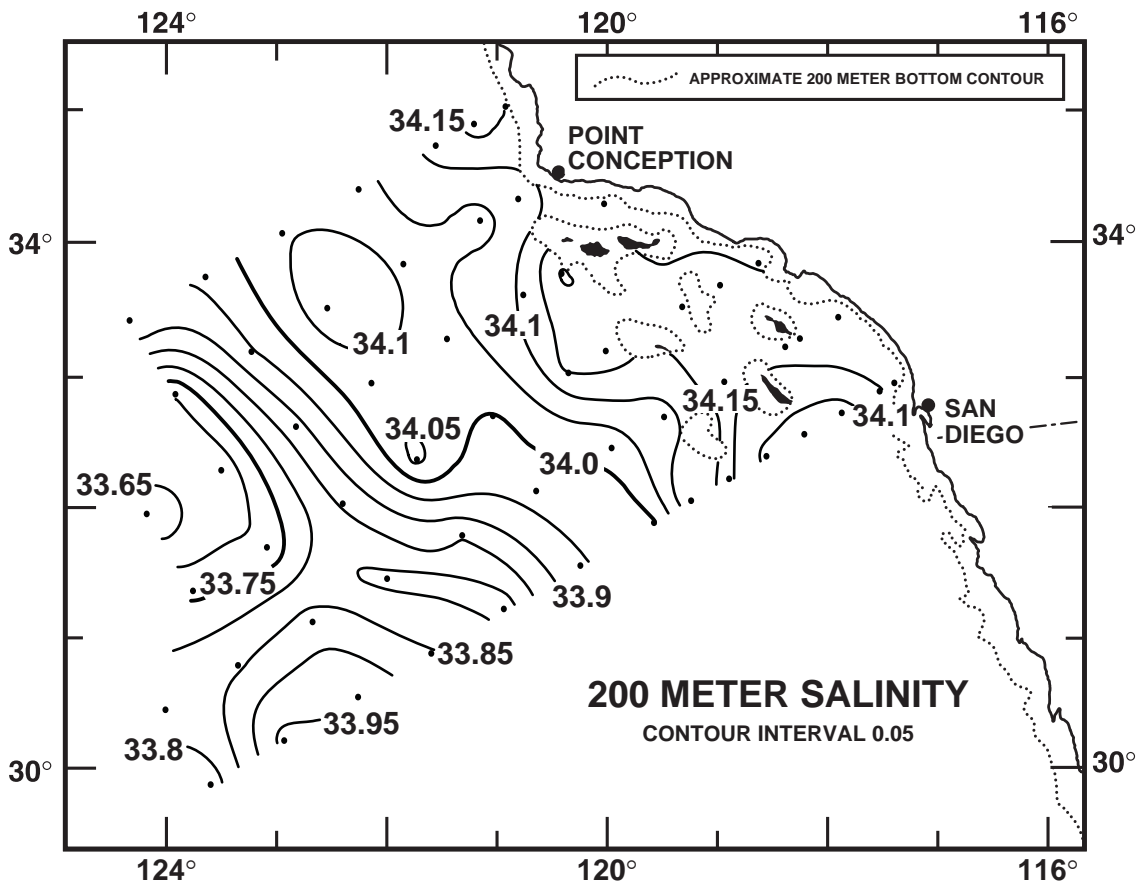 124° 120° 116°
APPROXIMATE 200 METER BOTTOM CONTOUR
34.15
POINT
CONCEPTION
34° 34°
34.1
34.1
34.15
34.1
SAN
DIEGO
34.05
34.0
33.65
33.75
33.9
33.85
200 METER SALINITY
CONTOUR INTERVAL 0.05
33.95
33.8
30° 30°
124° 120° 116°